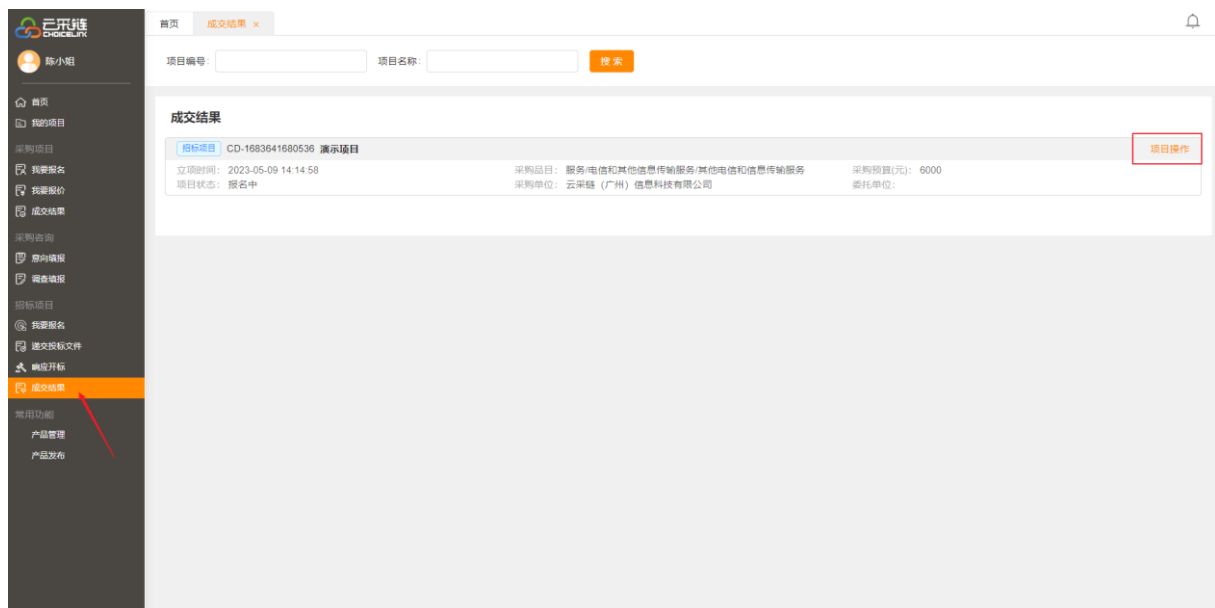 云采链
CHOICELINK
陈小姐
首页
我的项目
采购项目
我要报名
我要报价
成交结果
采购咨询
意向填报
调查填报
招标项目
我要报名
递交投标文件
响应开标
成交结果
常用功能
产品管理
产品发布
首页 成交结果 ×
项目编号: 项目名称: 搜索
成交结果
招标项目 CD-1683641680536 演示项目 项目操作
立项时间: 2023-05-09 14:14:58 采购品目: 服务/电信和其他信息传输服务/其他电信和信息传输服务 采购预算(元): 6000
项目状态: 报名中 采购单位: 云采链（广州）信息科技有限公司 委托单位: